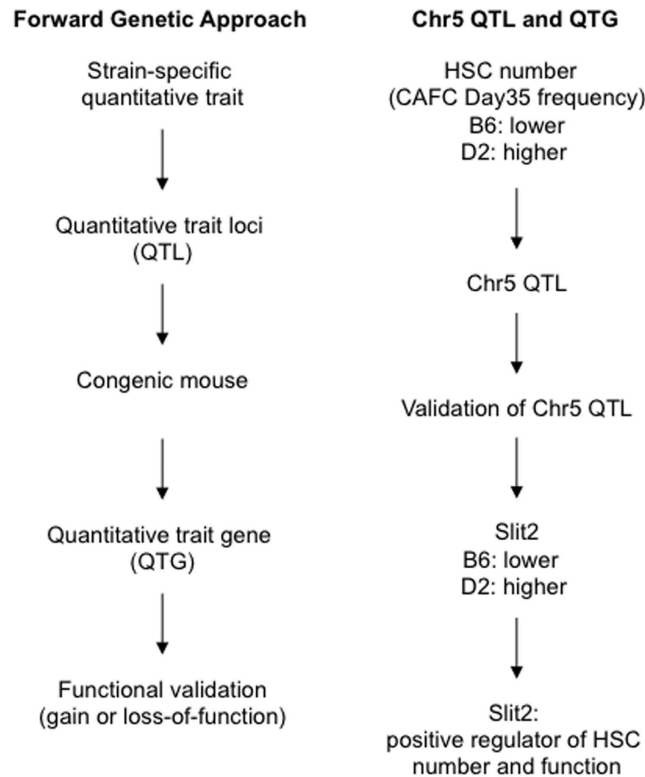 Forward Genetic Approach
Strain-specific
quantitative trait
Quantitative trait loci
(QTL)
Congenic mouse
Quantitative trait gene
(QTG)
Functional validation
(gain or loss-of-function)
Chr5 QTL and QTG
HSC number
(CAFC Day35 frequency)
B6: lower
D2: higher
Chr5 QTL
Validation of Chr5 QTL
Slit2
B6: lower
D2: higher
Slit2:
positive regulator of HSC
number and function